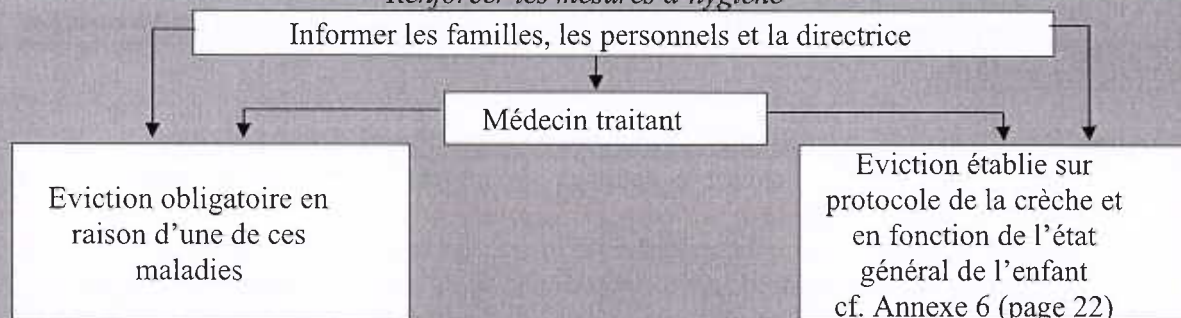 Informer les familles, les personnels et la directrice
Médecin traitant
Eviction obligatoire en
raison d'une de ces
maladies
Eviction établie sur
protocole de la crèche et
en fonction de l'état
général de l'enfant
cf. Annexe 6 (page 22)